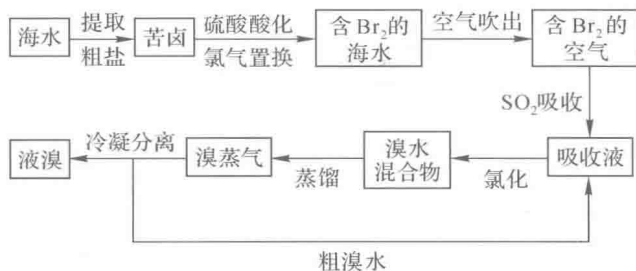 海水
提取
粗盐
苦卤
硫酸酸化
氯气置换
含Br₂的
海水
空气吹出
含Br₂的
空气
SO₂吸收
液溴
冷凝分离
溴蒸气
蒸馏
溴水
混合物
氯化
吸收液
粗溴水